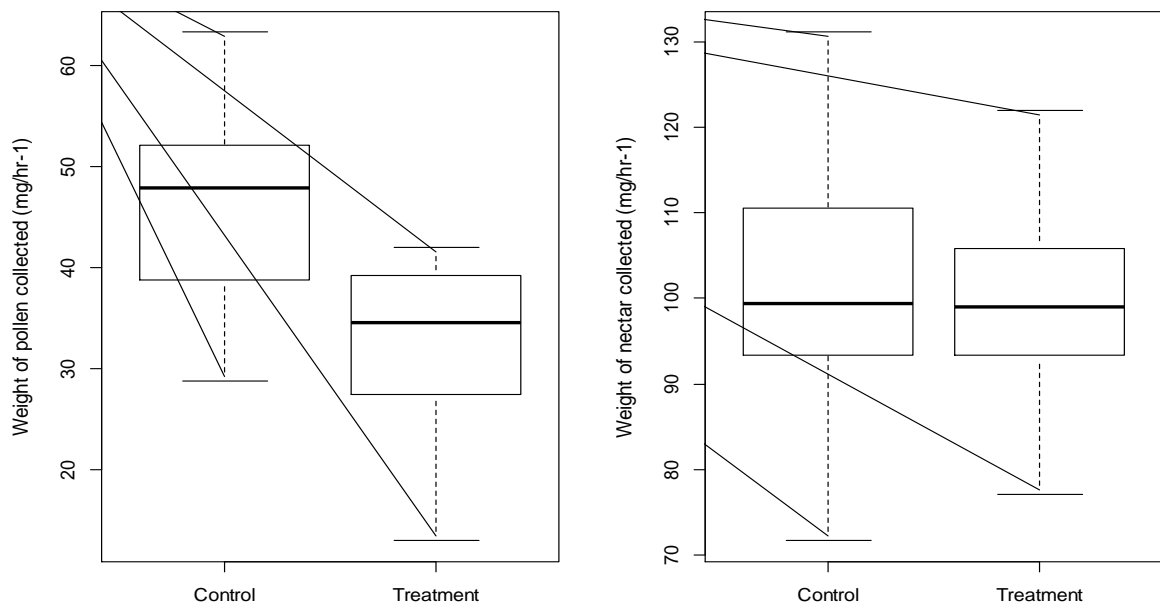 Weight of pollen collected (mg/hr-1)
60
50
40
30
20
Control
Treatment
Weight of nectar collected (mg/hr-1)
130
120
110
100
90
80
70
Control
Treatment